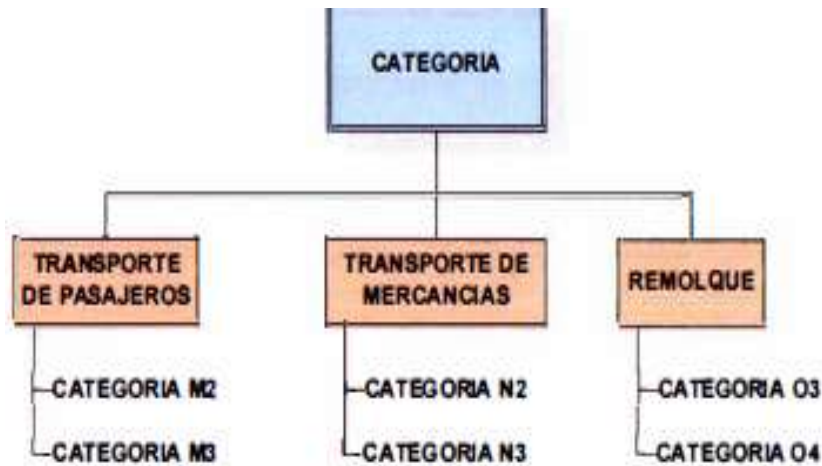 CATEGORIA
TRANSPORTE
DE PASAJEROS
CATEGORIA M2
CATEGORIA M3
TRANSPORTE DE
MERCANCIAS
CATEGORIA N2
CATEGORIA N3
REMOLQUE
CATEGORIA O3
CATEGORIA O4